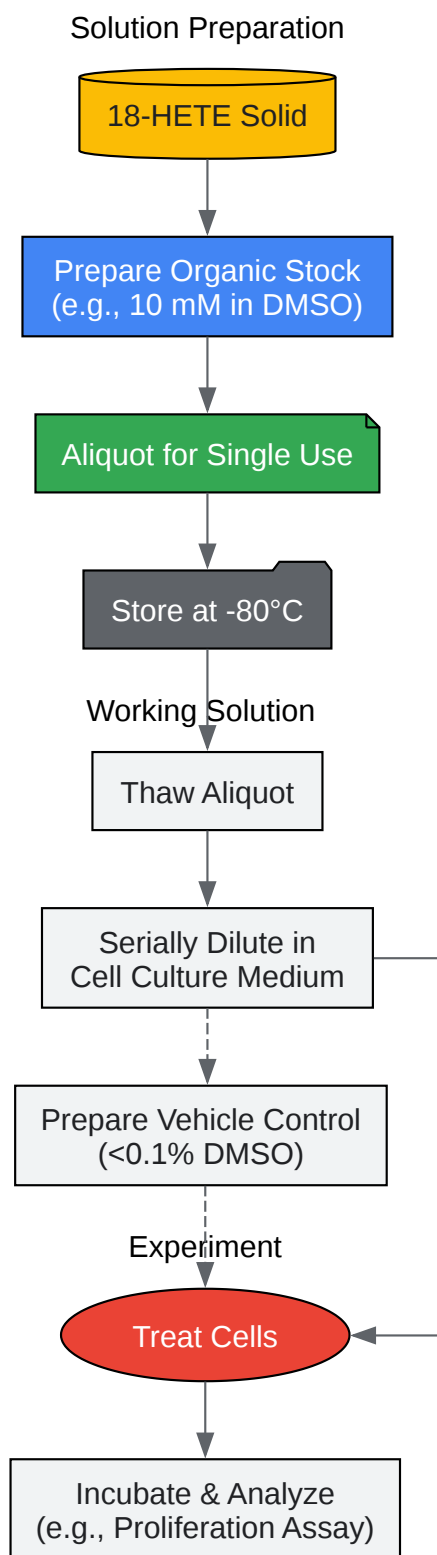 Solution Preparation
18-HETE Solid
Prepare Organic Stock
(e.g., 10 mM in DMSO)
Aliquot for Single Use
Store at -80°C
Working Solution
Thaw Aliquot
Serially Dilute in
Cell Culture Medium
Prepare Vehicle Control
(<0.1% DMSO)
Experiment
Treat Cells
Incubate & Analyze
(e.g., Proliferation Assay)